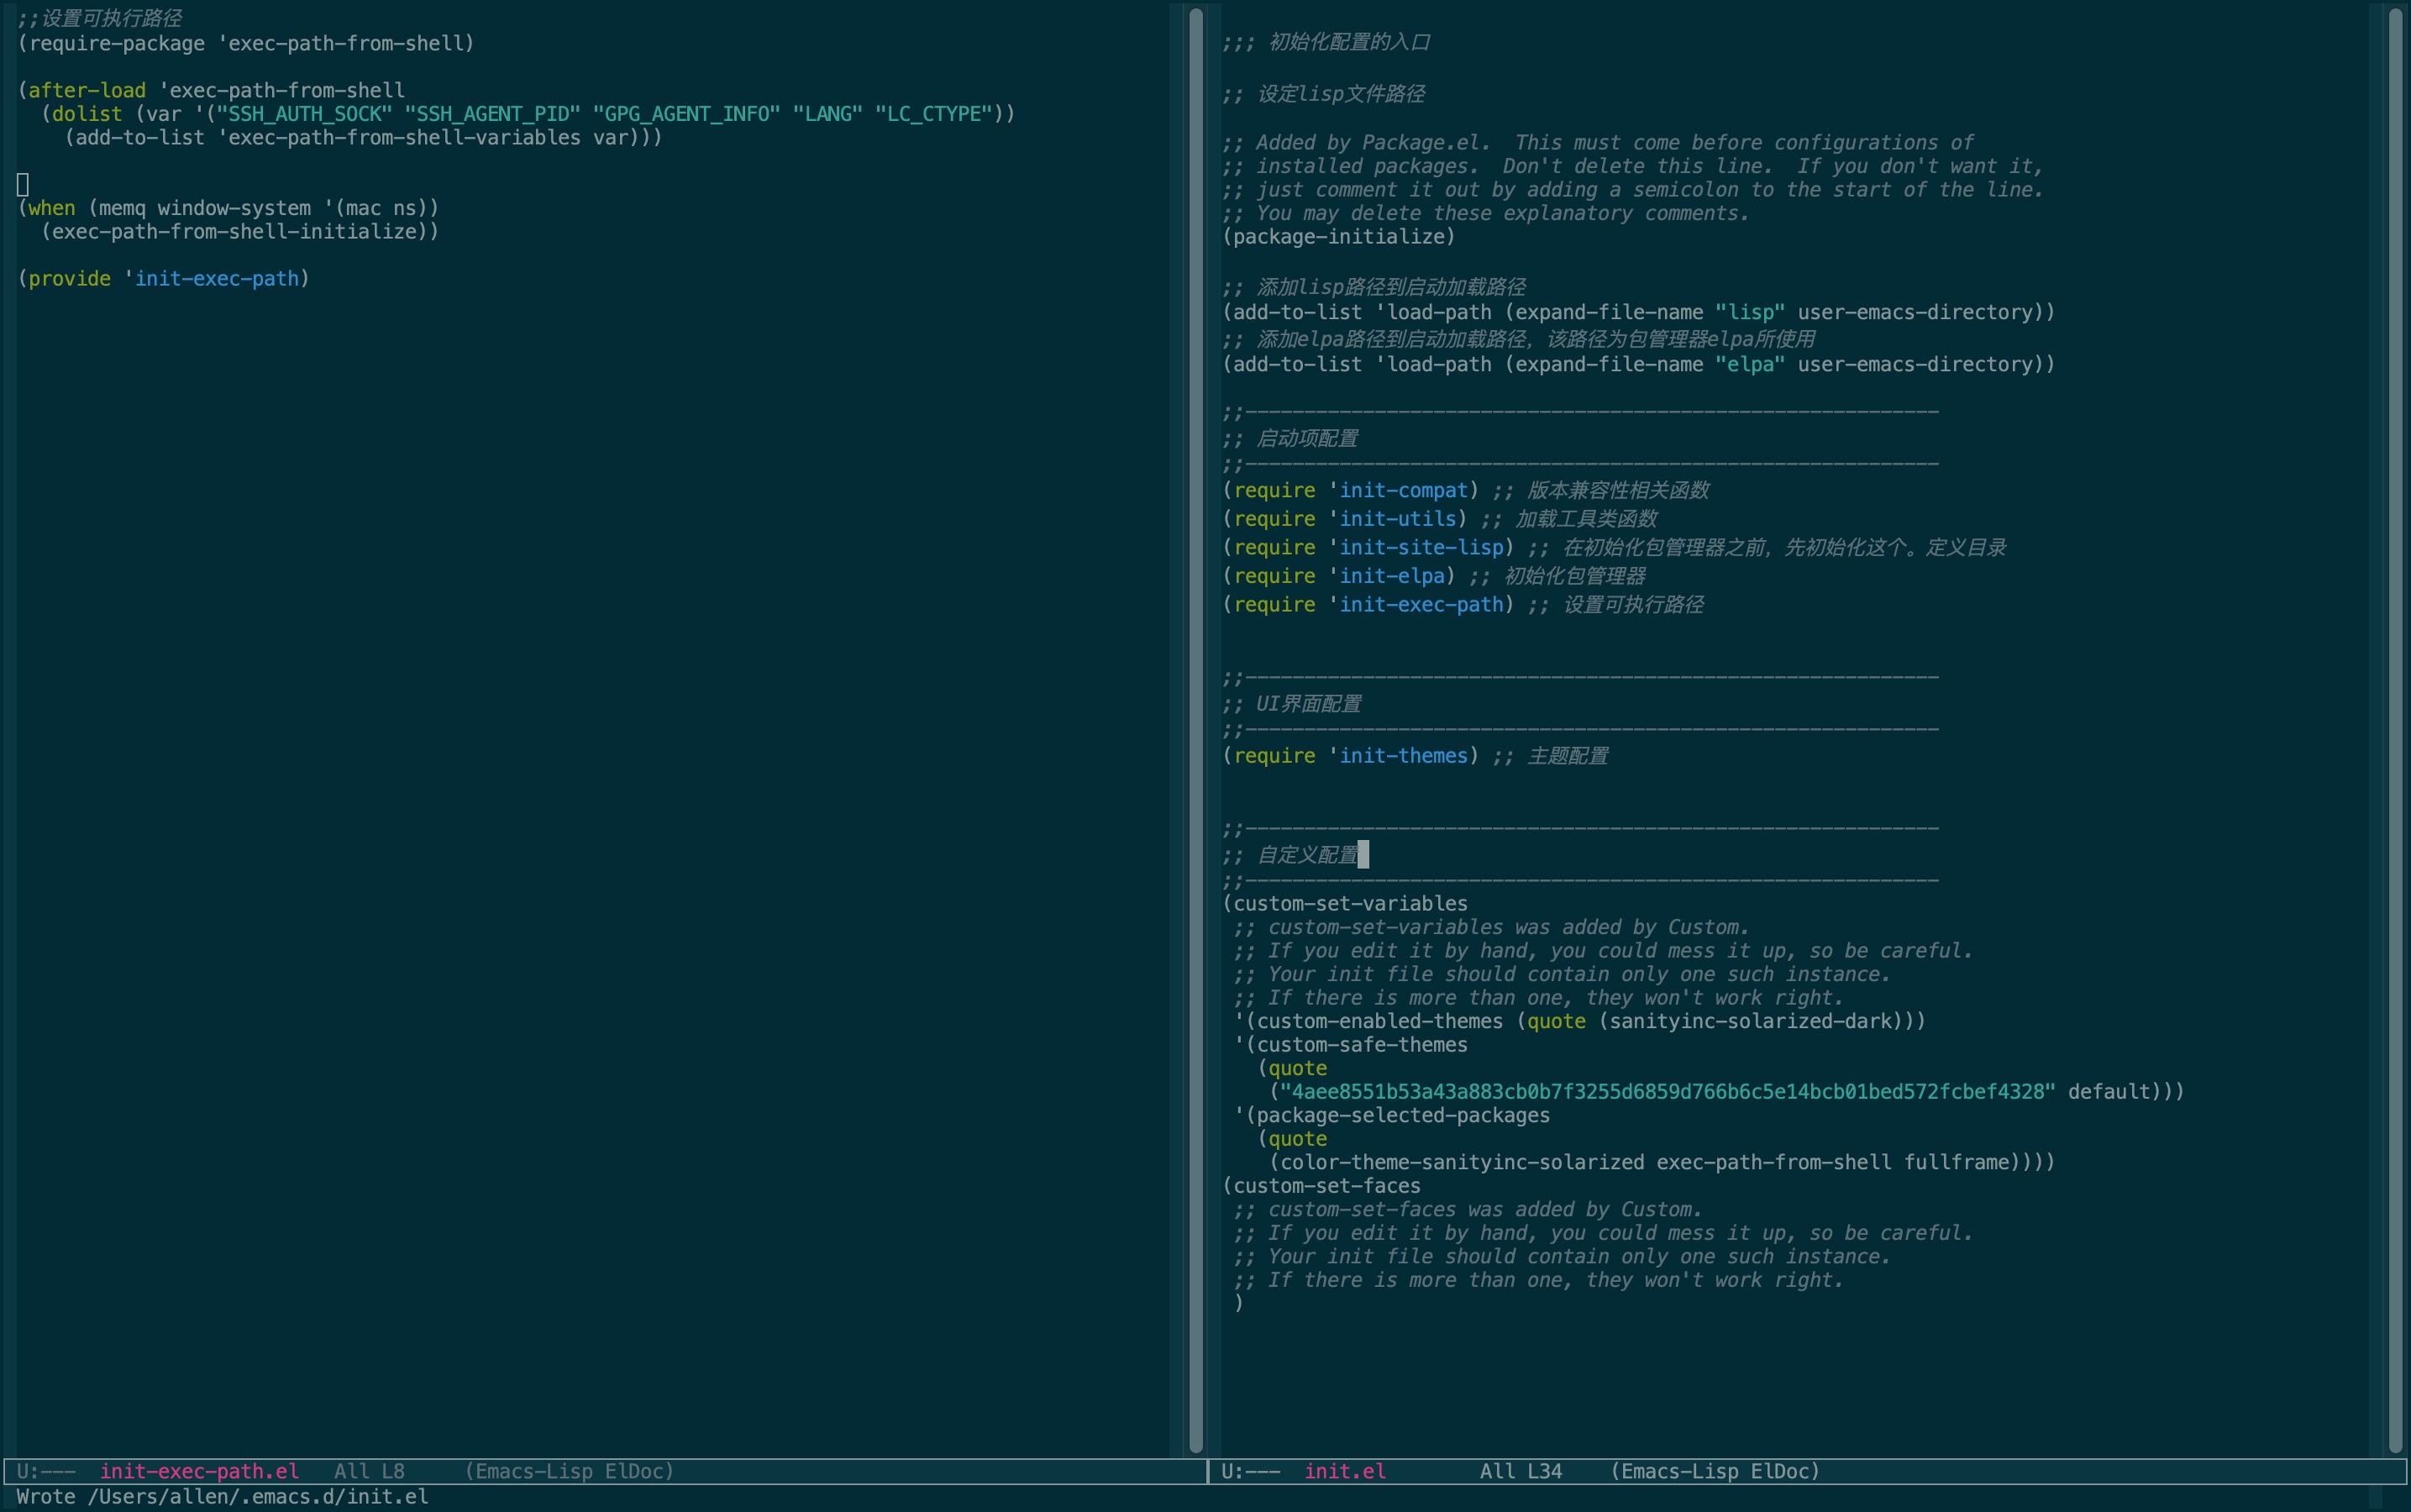 ;;设置可执行路径
(require-package 'exec-path-from-shell)
(after-load 'exec-path-from-shell
  (dolist (var '("SSH_AUTH_SOCK" "SSH_AGENT_PID" "GPG_AGENT_INFO" "LANG" "LC_CTYPE"))
    (add-to-list 'exec-path-from-shell-variables var)))
(when (memq window-system '(mac ns))
  (exec-path-from-shell-initialize))
(provide 'init-exec-path)
U:---  init-exec-path.el   All L8     (Emacs-Lisp ElDoc)
;;; 初始化配置的入口
;; 设定lisp文件路径
;; Added by Package.el.  This must come before configurations of
;; installed packages.  Don't delete this line.  If you don't want it,
;; just comment it out by adding a semicolon to the start of the line.
;; You may delete these explanatory comments.
(package-initialize)
;; 添加lisp路径到启动加载路径
(add-to-list 'load-path (expand-file-name "lisp" user-emacs-directory))
;; 添加elpa路径到启动加载路径，该路径为包管理器elpa所使用
(add-to-list 'load-path (expand-file-name "elpa" user-emacs-directory))
;;-----------------------------------------------------------
;; 启动项配置
;;-----------------------------------------------------------
(require 'init-compat) ;; 版本兼容性相关函数
(require 'init-utils) ;; 加载工具类函数
(require 'init-site-lisp) ;; 在初始化包管理器之前，先初始化这个。定义目录
(require 'init-elpa) ;; 初始化包管理器
(require 'init-exec-path) ;; 设置可执行路径
;;-----------------------------------------------------------
;; UI界面配置
;;-----------------------------------------------------------
(require 'init-themes) ;; 主题配置
;;-----------------------------------------------------------
;; 自定义配置
;;-----------------------------------------------------------
(custom-set-variables
 ;; custom-set-variables was added by Custom.
 ;; If you edit it by hand, you could mess it up, so be careful.
 ;; Your init file should contain only one such instance.
 ;; If there is more than one, they won't work right.
 '(custom-enabled-themes (quote (sanityinc-solarized-dark)))
 '(custom-safe-themes
   (quote
    ("4aee8551b53a43a883cb0b7f3255d6859d766b6c5e14bcb01bed572fcbef4328" default)))
 '(package-selected-packages
   (quote
    (color-theme-sanityinc-solarized exec-path-from-shell fullframe))))
(custom-set-faces
 ;; custom-set-faces was added by Custom.
 ;; If you edit it by hand, you could mess it up, so be careful.
 ;; Your init file should contain only one such instance.
 ;; If there is more than one, they won't work right.
 )
U:---  init.el        All L34    (Emacs-Lisp ElDoc)
Wrote /Users/allen/.emacs.d/init.el